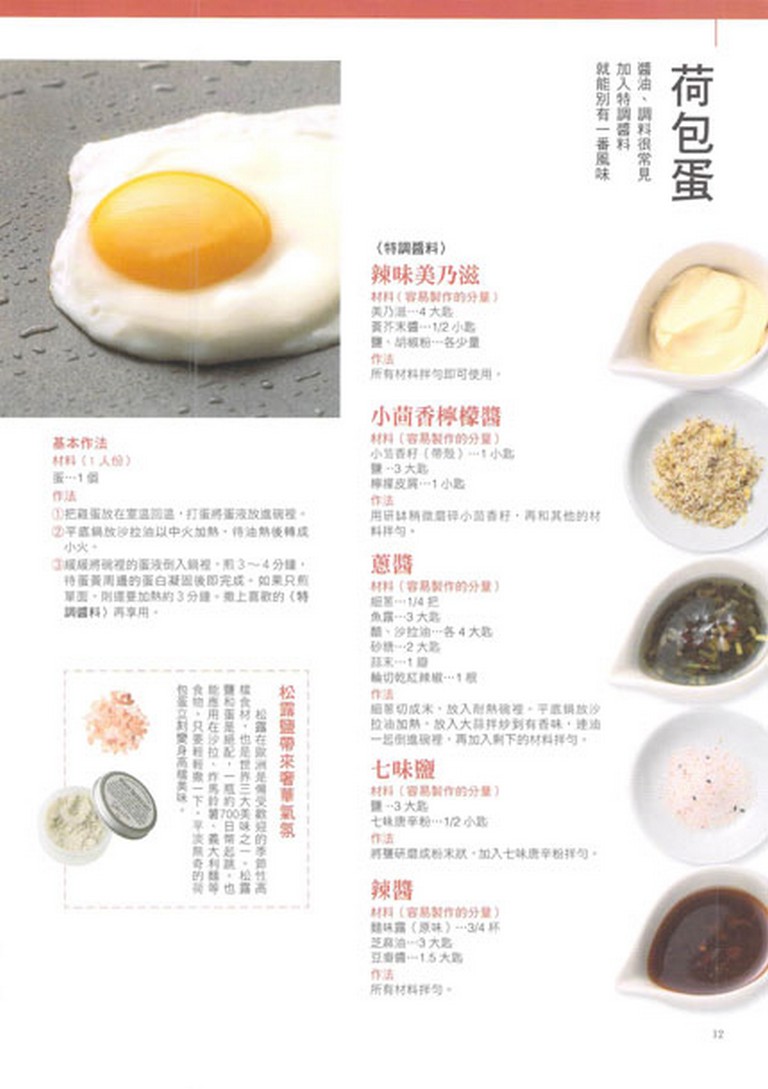 荷包蛋
醬油、調料很常見
加入特調醬料
就能別有一番風味
〈特調醬料〉
辣味美乃滋
材料(容易製作的分量)
美乃滋…4 大匙
黃芥末醬…1/2 小匙
鹽、胡椒粉…各少量
作法
所有材料拌勻即可使用。
小茴香檸檬醬
材料(容易製作的分量)
小茴香籽(帶殼)…1 小匙
鹽…3 大匙
檸檬皮屑…1 小匙
作法
用研缽稍微磨碎小茴香籽,再和其他的材
料拌勻。
蔥醬
材料(容易製作的分量)
細蔥…1/4 把
魚露…3 大匙
醋、沙拉油…各 4 大匙
砂糖…2 大匙
蒜末…1 瓣
輪切乾紅辣椒…1 根
作法
細蔥切成末,放入耐熱碗裡。平底鍋放沙
拉油加熱,放入大蒜拌炒到有香味,連油
一起倒進碗裡,再加入剩下的材料拌勻。
七味鹽
材料(容易製作的分量)
鹽…3 大匙
七味唐辛粉…1/2 小匙
作法
將鹽研磨成粉末狀,加入七味唐辛粉拌勻。
辣醬
材料(容易製作的分量)
麵味露(原味)…3/4 杯
芝麻油…3 大匙
豆瓣醬…1.5 大匙
作法
所有材料拌勻。
基本作法
材料(1 人份)
蛋…1 個
作法
①把雞蛋放在室溫回溫,打蛋將蛋液放進碗裡。
②平底鍋放沙拉油以中火加熱,待油熱後轉成
小火。
③緩緩將碗裡的蛋液倒入鍋裡,煎 3~4 分鐘,
待蛋黃周邊的蛋白凝固後即完成。如果只煎
單面,則還要加熱約 3 分鐘。撒上喜歡的〈特
調醬料〉再享用。
松露鹽帶來奢華氣氛
松露在歐洲是備受歡迎的季節性高
檔食材,也是世界三大美味之一。松露
鹽和蛋是絕配,一瓶約700日幣起跳,也
能應用在沙拉、炸馬鈴薯、義大利麵等
食物。只要輕輕撒一下,平淡無奇的荷
包蛋立刻變身高檔美味。
12